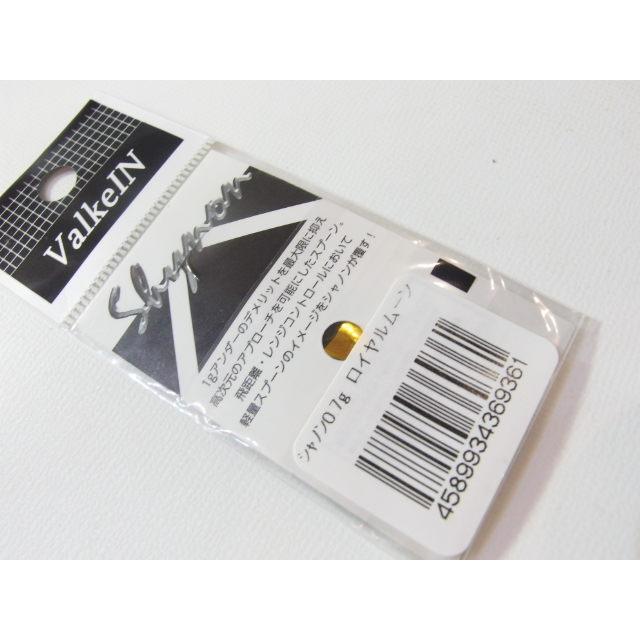 ValkeIN
Shynon
1gアンダーのデメリットを最大限に抑え
高次元のアプローチを可能にしたスプーン。
飛距離・レンジコントロールにおいて
軽量スプーンのイメージをシャノンが覆す！
シャノン0.7g ロイヤルムーン
4589934369361